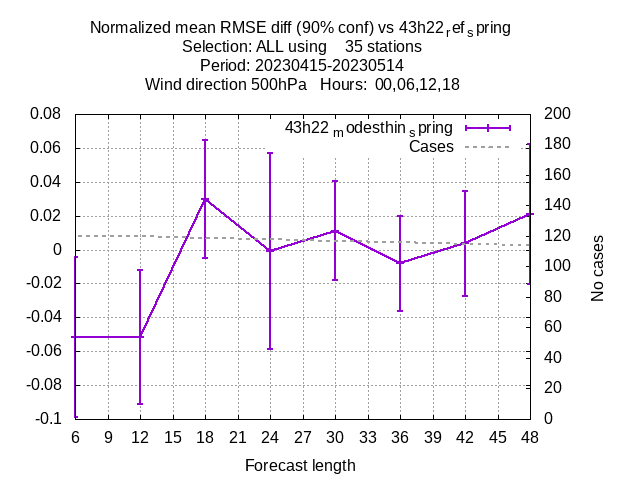 Normalized mean RMSE diff (90% conf) vs 43h22refspring
Selection: ALL using 35 stations
Period: 20230415-20230514
Wind direction 500hPa Hours: 00,06,12,18
43h22modesthinspring
Cases
0.08
0.06
0.04
0.02
0
-0.02
-0.04
-0.06
-0.08
-0.1
200
180
160
140
120
100
80
60
40
20
0
No cases
6 9 12 15 18 21 24 27 30 33 36 39 42 45 48
Forecast length